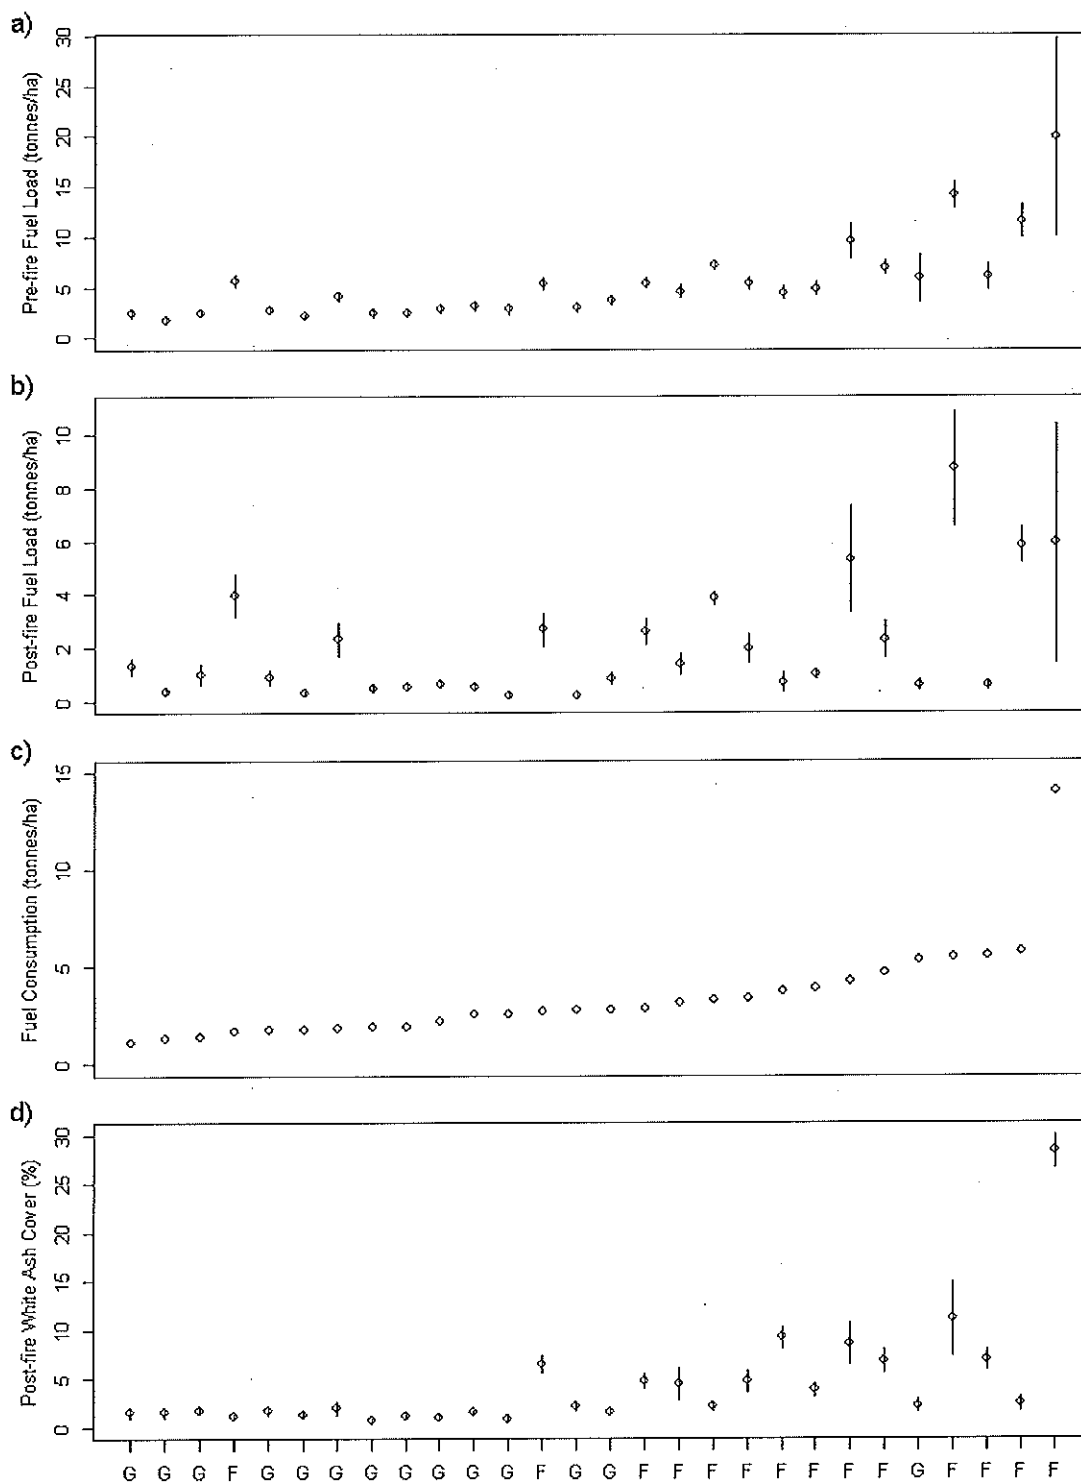 a)
Pre-fire Fuel Load (tonnes/ha)
30
25
20
15
10
5
0
b)
Post-fire Fuel Load (tonnes/ha)
10
8
6
4
2
0
c)
Fuel Consumption (tonnes/ha)
15
10
5
0
d)
Post-fire White Ash Cover (%)
30
25
20
15
10
5
0
G G G F G G G G G G G G F G G F F F F F F F F G F F F F